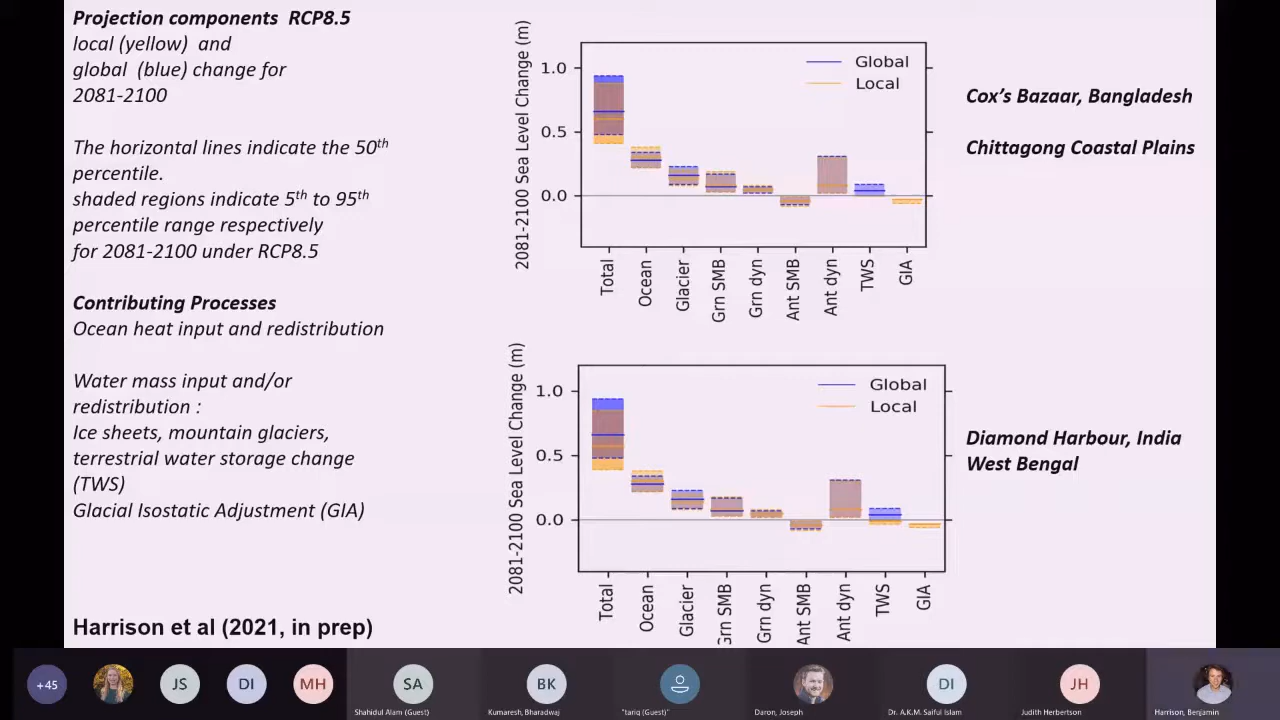 Projection components RCP8.5
local (yellow) and
global (blue) change for
2081-2100
The horizontal lines indicate the 50th
percentile.
shaded regions indicate 5th to 95th
percentile range respectively
for 2081-2100 under RCP8.5
Contributing Processes
Ocean heat input and redistribution
Water mass input and/or
redistribution :
Ice sheets, mountain glaciers,
terrestrial water storage change
(TWS)
Glacial Isostatic Adjustment (GIA)
Harrison et al (2021, in prep)
2081-2100 Sea Level Change (m)
1.0
0.5
0.0
Global
Local
Total
Ocean
Glacier
Grn SMB
Grn dyn
Ant SMB
Ant dyn
TWS
GIA
Cox's Bazaar, Bangladesh
Chittagong Coastal Plains
2081-2100 Sea Level Change (m)
1.0
0.5
0.0
Global
Local
Total
Ocean
Glacier
Grn SMB
Grn dyn
Ant SMB
Ant dyn
TWS
GIA
Diamond Harbour, India
West Bengal
+45
JS
DI
MH
SA
Shahidul Alam (Guest)
BK
Kumaresh, Bharadwaj
"tariq (Guest)"
Daron, Joseph
DI
Dr. A.K.M. Saiful Islam
JH
Judith Herbertson
Harrison, Benjamin